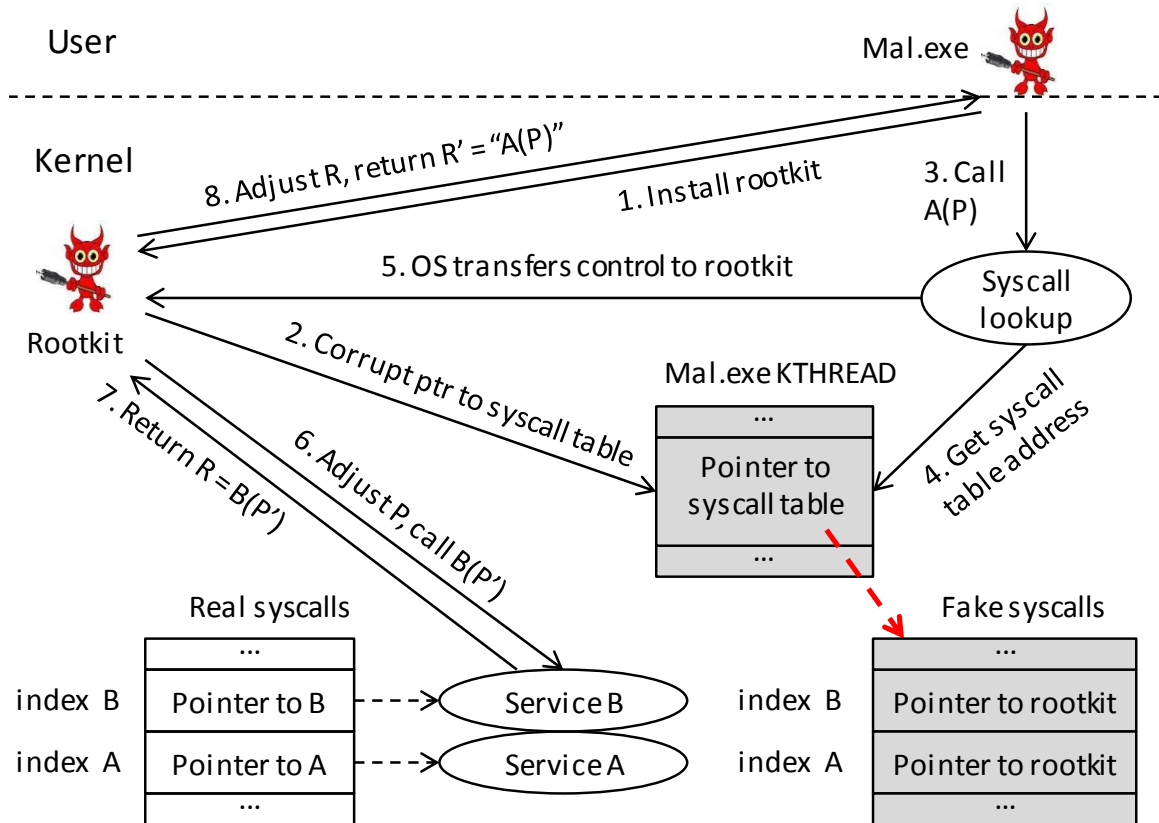 User
Mal.exe
Kernel
8. Adjust R, return R’ = “A(P)”
1. Install rootkit
3. Call
A(P)
5. OS transfers control to rootkit
Syscall
lookup
Rootkit
2. Corrupt ptr to syscall table
Mal.exe KTHREAD
...
Pointer to
syscall table
...
4. Get syscall
table address
7. Return R = B(P’)
6. Adjust P, call B(P’)
Real syscalls
...
index B
Pointer to B
Service B
index A
Pointer to A
Service A
...
Fake syscalls
...
index B
Pointer to rootkit
index A
Pointer to rootkit
...